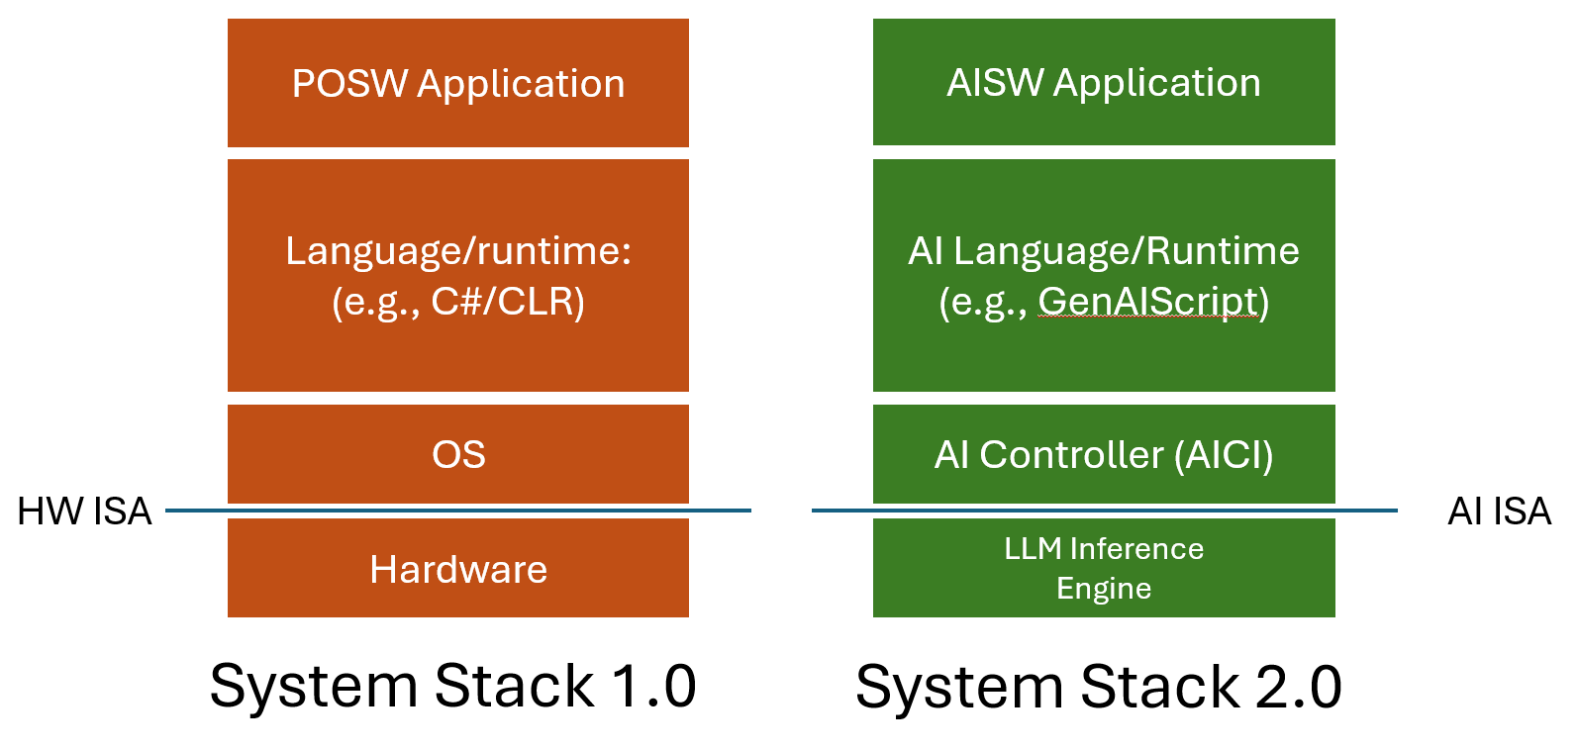 POSW Application
Language/runtime:
(e.g., C#/CLR)
OS
HW ISA
Hardware
System Stack 1.0
AISW Application
AI Language/Runtime
(e.g., GenAIScript)
AI Controller (AICI)
AI ISA
LLM Inference
Engine
System Stack 2.0